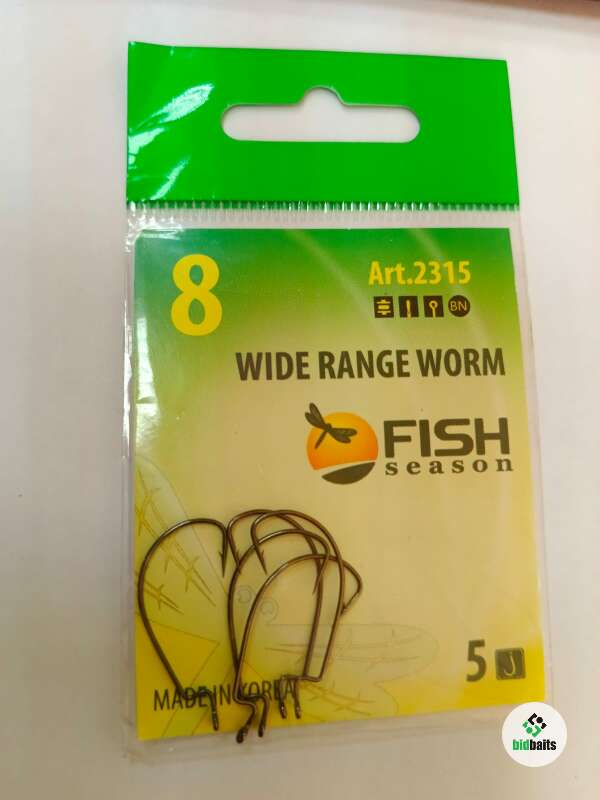 8
Art.2315
BN
WIDE RANGE WORM
FISH
season
5
MADE IN KOREA
bidbaits